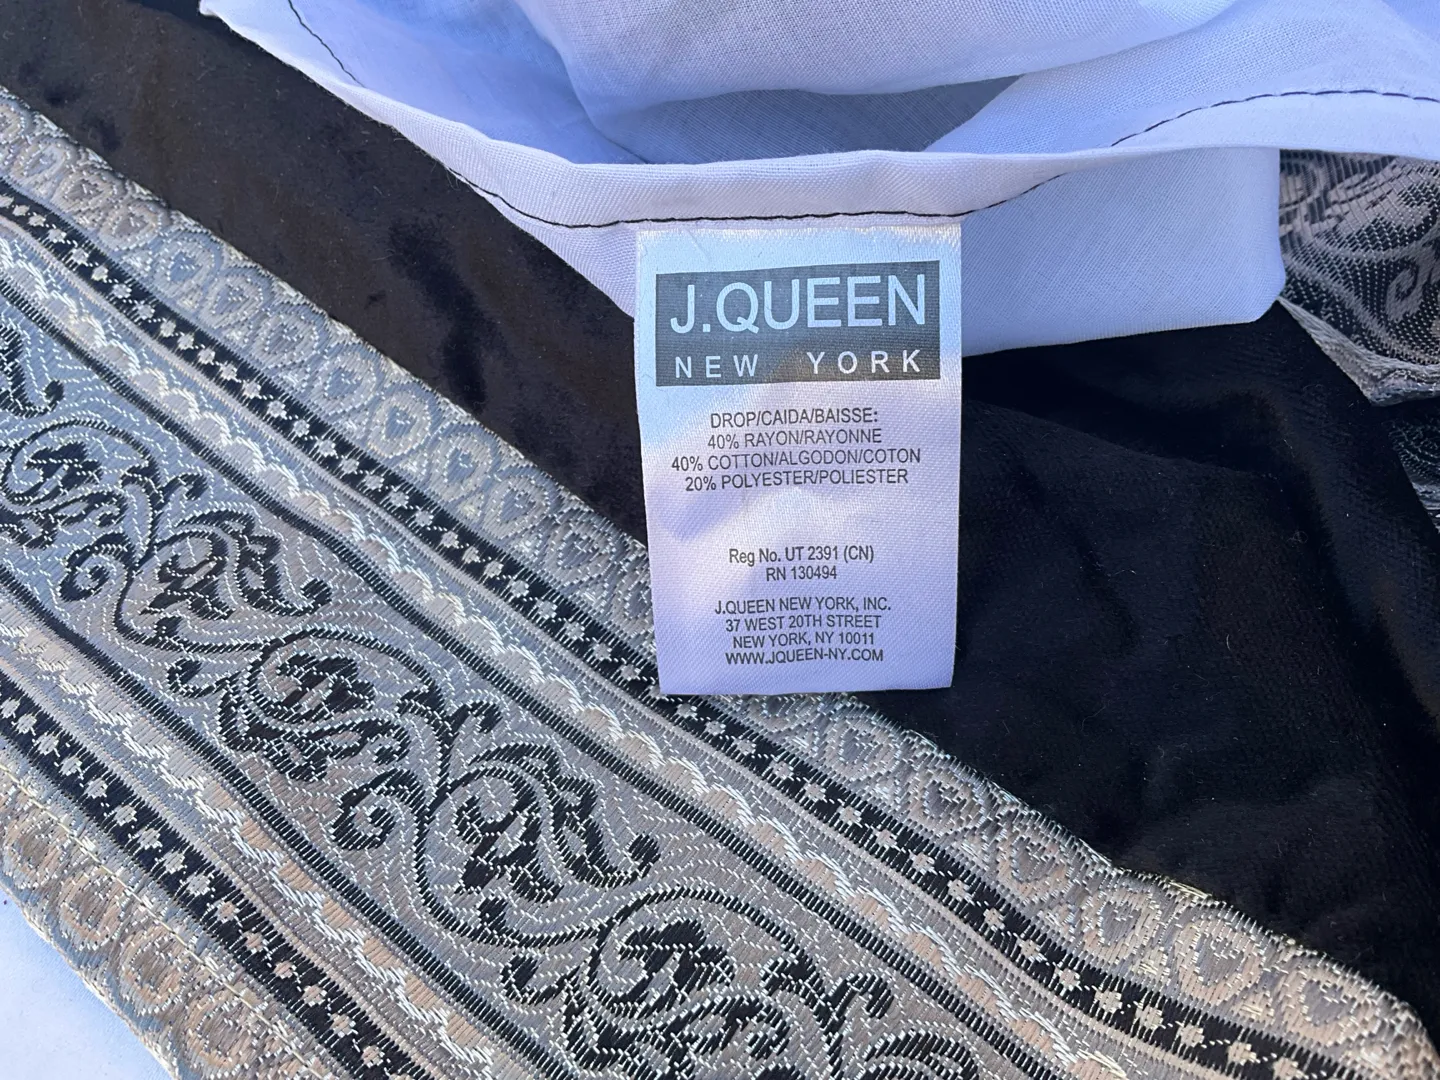 J.QUEEN
NEW YORK
DROP/CAIDA/BAISSE:
40% RAYON/RAYONNE
40% COTTON/ALGODON/COTON
20% POLYESTER/POLIESTER
Reg No. UT 2391 (CN)
RN 130494
J.QUEEN NEW YORK, INC.
37 WEST 20TH STREET
NEW YORK, NY 10011
WWW.JQUEEN-NY.COM